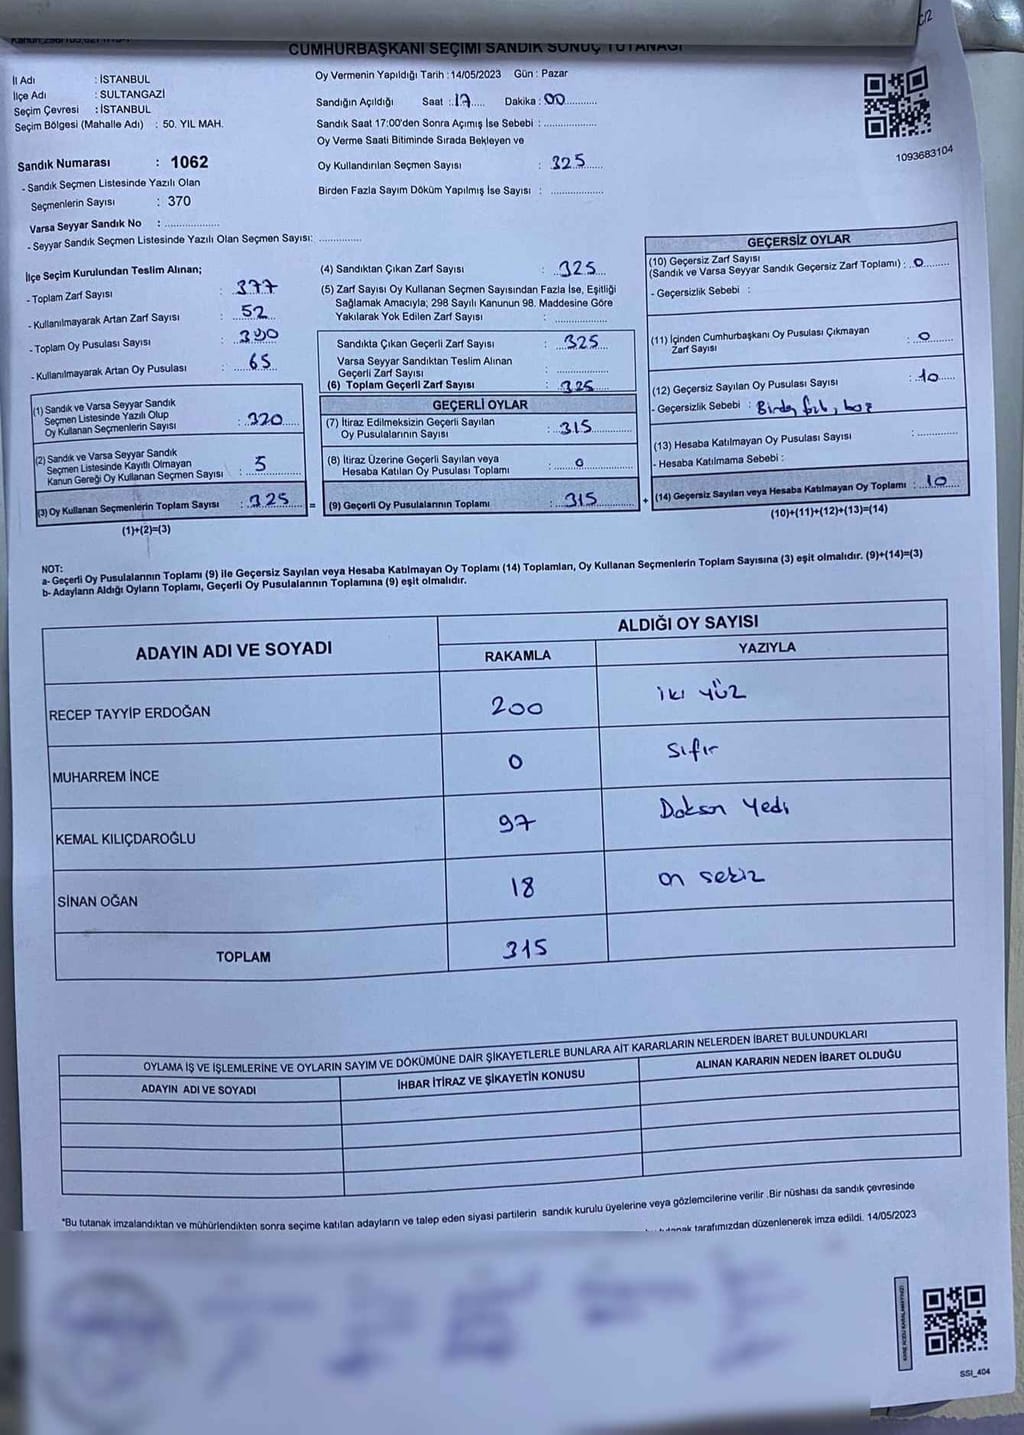 CUMHURBAŞKANI SEÇİMİ SANDIK SONUÇ TUTANAĞI
İl Adı : İSTANBUL
İlçe Adı : SULTANGAZİ
Seçim Çevresi : İSTANBUL
Seçim Bölgesi (Mahalle Adı) : 50. YIL MAH.
Sandık Numarası : 1062
- Sandık Seçmen Listesinde Yazılı Olan
Seçmenlerin Sayısı : 370
Varsa Seyyar Sandık No :
- Seyyar Sandık Seçmen Listesinde Yazılı Olan Seçmen Sayısı:
Oy Vermenin Yapıldığı Tarih : 14/05/2023 Gün : Pazar
Sandığın Açıldığı Saat : 17 Dakika : 00
Sandık Saat 17:00'den Sonra Açımış İse Sebebi :
Oy Verme Saati Bitiminde Sırada Bekleyen ve
Oy Kullandırılan Seçmen Sayısı : 325
Birden Fazla Sayım Döküm Yapılmış İse Sayısı :
1093683104
İlçe Seçim Kurulundan Teslim Alınan;
- Toplam Zarf Sayısı : 377
- Kullanılmayarak Artan Zarf Sayısı : 52
- Toplam Oy Pusulası Sayısı :
- Kullanılmayarak Artan Oy Pusulası : 65
(1) Sandık ve Varsa Seyyar Sandık
Seçmen Listesinde Yazılı Olup
Oy Kullanan Seçmenlerin Sayısı : 320
(2) Sandık ve Varsa Seyyar Sandık
Seçmen Listesinde Kayıtlı Olmayan
Kanun Gereği Oy Kullanan Seçmen Sayısı : 5
(3) Oy Kullanan Seçmenlerin Toplam Sayısı : 325 =
(1)+(2)=(3)
(4) Sandıktan Çıkan Zarf Sayısı : 325
(5) Zarf Sayısı Oy Kullanan Seçmen Sayısından Fazla İse, Eşitliği
Sağlamak Amacıyla; 298 Sayılı Kanunun 98. Maddesine Göre
Yakılarak Yok Edilen Zarf Sayısı :
Sandıkta Çıkan Geçerli Zarf Sayısı : 325
Varsa Seyyar Sandıktan Teslim Alınan
Geçerli Zarf Sayısı :
(6) Toplam Geçerli Zarf Sayısı : 325
GEÇERLİ OYLAR
(7) İtiraz Edilmeksizin Geçerli Sayılan
Oy Pusulalarının Sayısı : 315
(8) İtiraz Üzerine Geçerli Sayılan veya
Hesaba Katılan Oy Pusulası Toplamı : 0
(9) Geçerli Oy Pusulalarının Toplamı : 315 +
GEÇERSİZ OYLAR
(10) Geçersiz Zarf Sayısı
(Sandık ve Varsa Seyyar Sandık Geçersiz Zarf Toplamı) : 0
- Geçersizlik Sebebi :
(11) İçinden Cumhurbaşkanı Oy Pusulası Çıkmayan
Zarf Sayısı : 0
(12) Geçersiz Sayılan Oy Pusulası Sayısı : 10
- Geçersizlik Sebebi : Birden fazla, boş
(13) Hesaba Katılmayan Oy Pusulası Sayısı :
- Hesaba Katılmama Sebebi :
(14) Geçersiz Sayılan veya Hesaba Katılmayan Oy Toplamı : 10
(10)+(11)+(12)+(13)=(14)
NOT:
a- Geçerli Oy Pusulalarının Toplamı (9) ile Geçersiz Sayılan veya Hesaba Katılmayan Oy Toplamı (14) Toplamları, Oy Kullanan Seçmenlerin Toplam Sayısına (3) eşit olmalıdır. (9)+(14)=(3)
b- Adayların Aldığı Oyların Toplamı, Geçerli Oy Pusulalarının Toplamına (9) eşit olmalıdır.
ADAYIN ADI VE SOYADI
ALDIĞI OY SAYISI
RAKAMLA YAZIYLA
RECEP TAYYİP ERDOĞAN 200 iki yüz
MUHARREM İNCE 0 Sıfır
KEMAL KILIÇDAROĞLU 97 Doksan Yedi
SİNAN OĞAN 18 on sekiz
TOPLAM 315
OYLAMA İŞ VE İŞLEMLERİNE VE OYLARIN SAYIM VE DÖKÜMÜNE DAİR ŞİKAYETLERLE BUNLARA AİT KARARLARIN NELERDEN İBARET BULUNDUKLARI
ADAYIN ADI VE SOYADI İHBAR İTİRAZ VE ŞİKAYETİN KONUSU ALINAN KARARIN NEDEN İBARET OLDUĞU
*Bu tutanak imzalandıktan ve mühürlendikten sonra seçime katılan adayların ve talep eden siyasi partilerin sandık kurulu üyelerine veya gözlemcilerine verilir .Bir nüshası da sandık çevresinde
tutanak tarafımızdan düzenlenerek imza edildi. 14/05/2023
SSİ_404